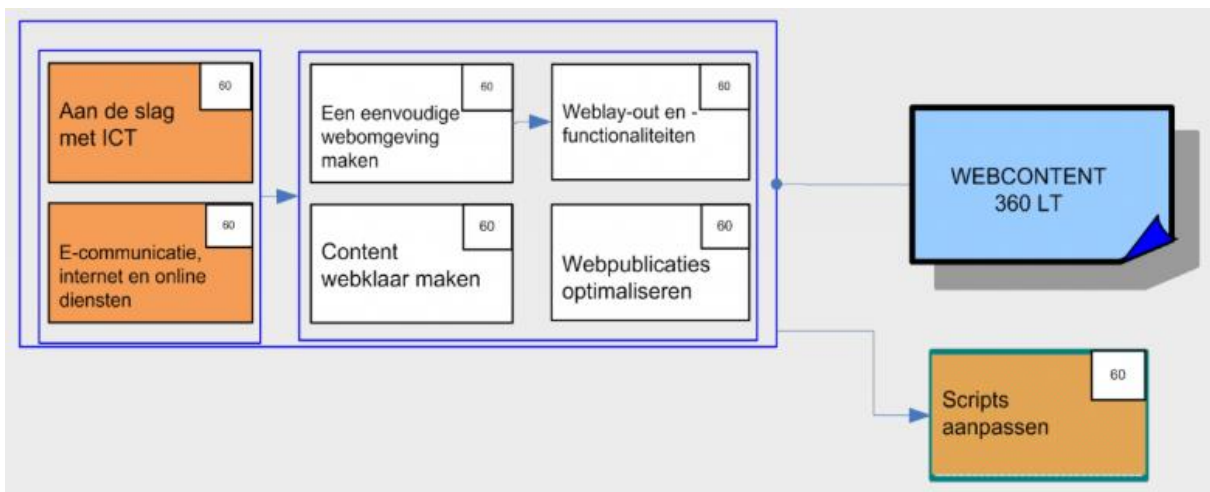 60
Aan de slag
met ICT
60
Een eenvoudige
webomgeving
maken
60
Weblay-out en -
functionaliteiten
60
E-communicatie,
internet en online
diensten
60
Content
webklaar maken
60
Webpublicaties
optimaliseren
WEBCONTENT
360 LT
60
Scripts
aanpassen